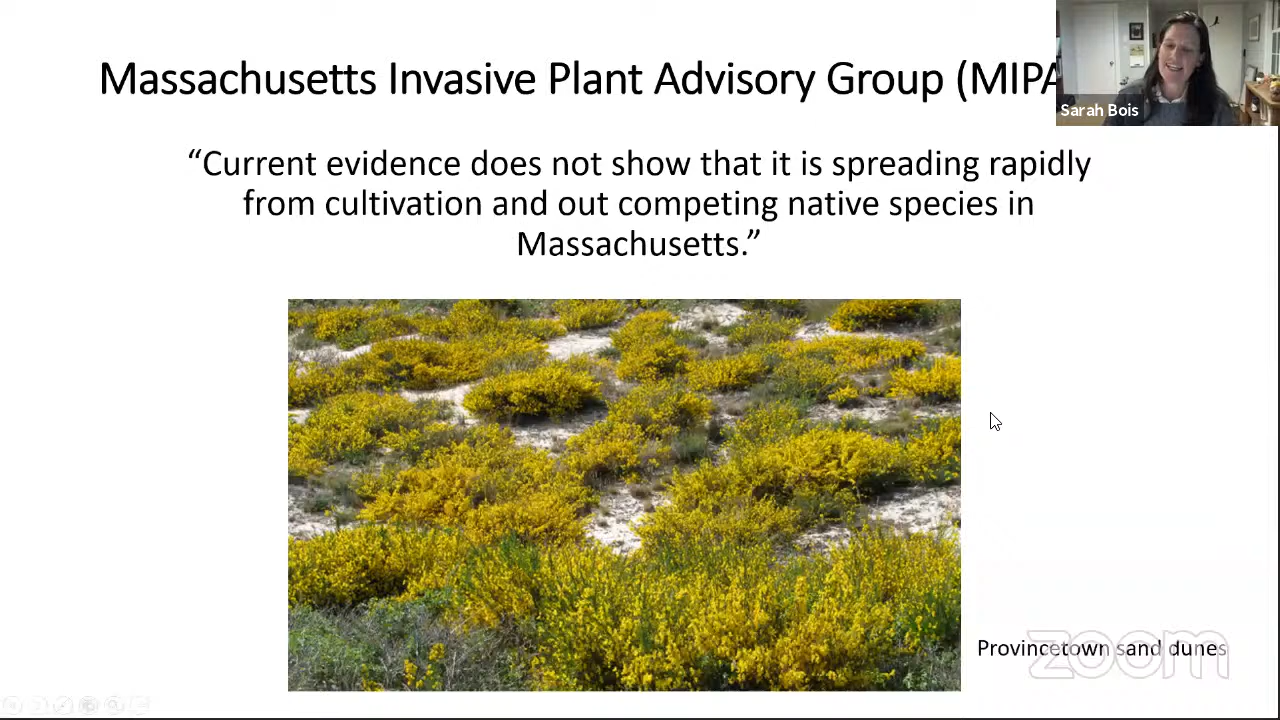 Massachusetts Invasive Plant Advisory Group (MIPA
Sarah Bois
“Current evidence does not show that it is spreading rapidly
from cultivation and out competing native species in
Massachusetts.”
Provincetown sand dunes
zoom